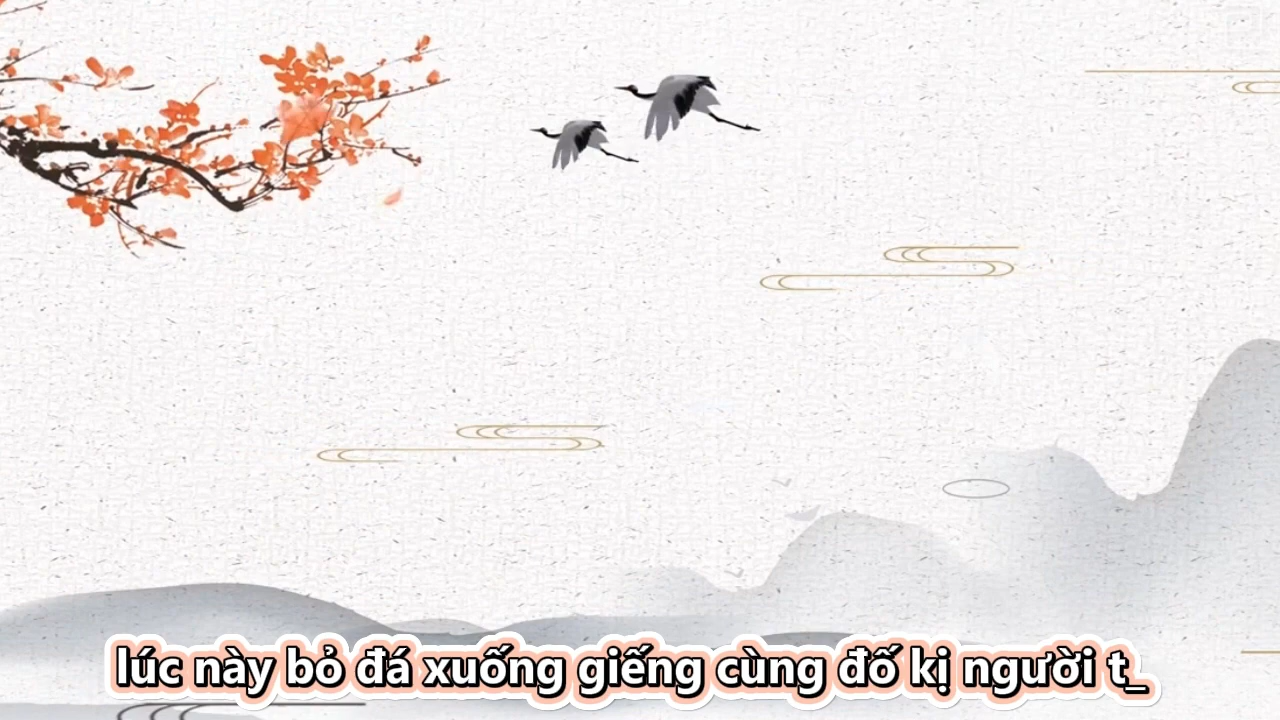 lúc này bỏ đá xuống giếng cùng đố kị người t_